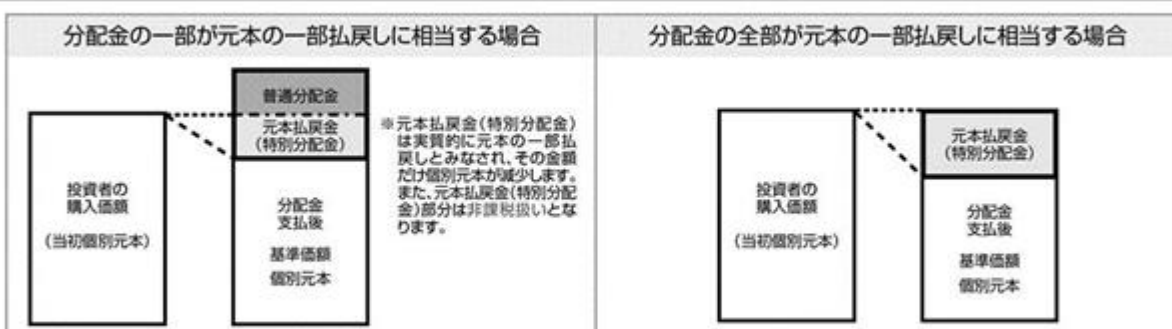 分配金の一部が元本の一部払戻しに相当する場合
普通分配金
元本払戻金
(特別分配金)
投資者の
購入価額
(当初個別元本)
分配金
支払後
基準価額
個別元本
※元本払戻金(特別分配金)
は実質的に元本の一部払
戻しとみなされ、その金額
だけ個別元本が減少します。
また、元本払戻金(特別分配
金)部分は非課税扱いとな
ります。
分配金の全部が元本の一部払戻しに相当する場合
元本払戻金
(特別分配金)
投資者の
購入価額
(当初個別元本)
分配金
支払後
基準価額
個別元本